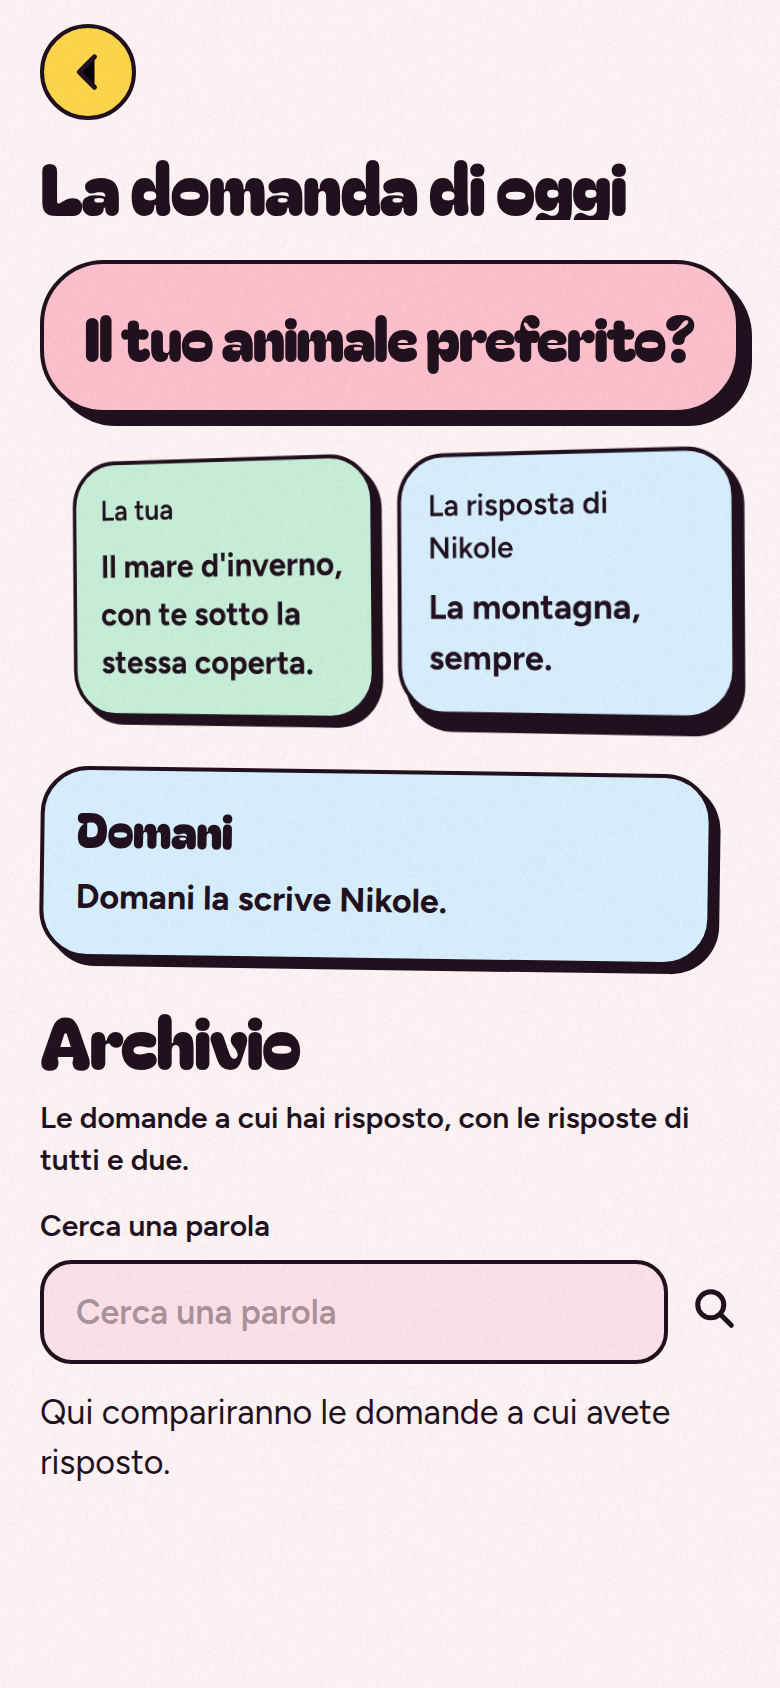 La domanda di oggi
Il tuo animale preferito?
La tua
Il mare d'inverno,
con te sotto la
stessa coperta.
La risposta di
Nikole
La montagna,
sempre.
Domani
Domani la scrive Nikole.
Archivio
Le domande a cui hai risposto, con le risposte di
tutti e due.
Cerca una parola
Cerca una parola
Qui compariranno le domande a cui avete
risposto.